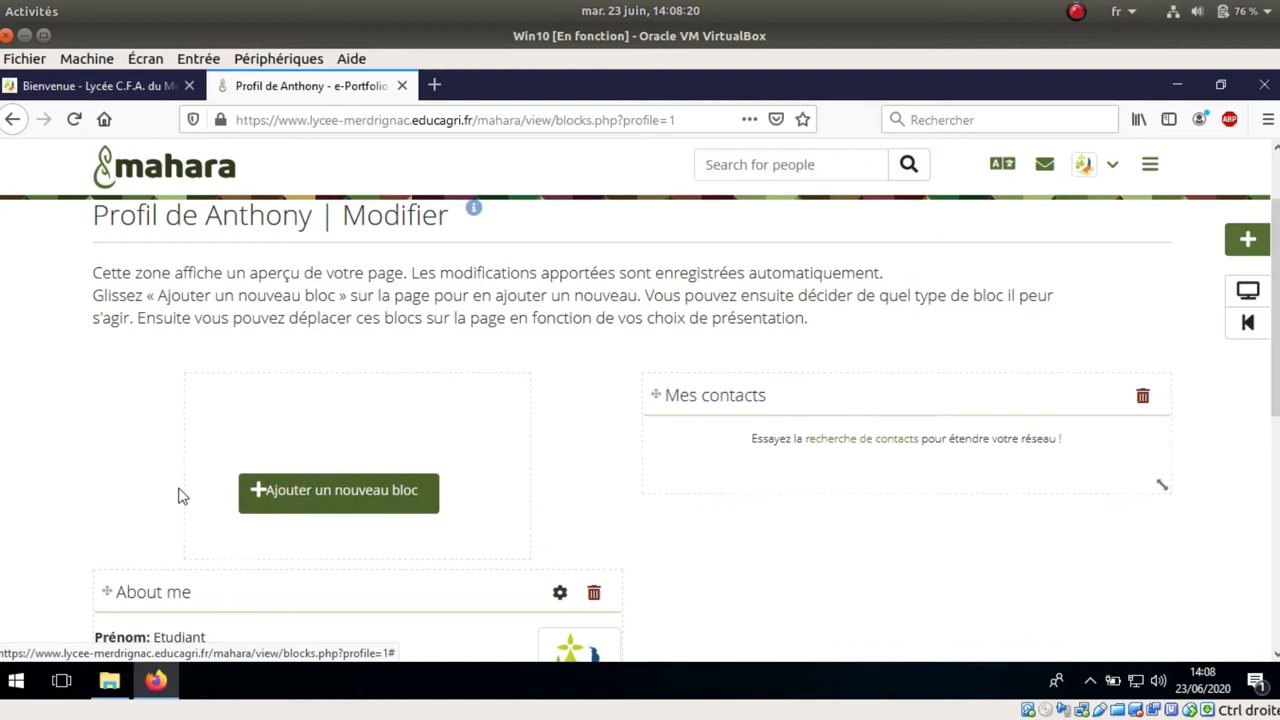 Activités
mar. 23 juin, 14:08:20
fr
76 %
Win10 [En fonction] - Oracle VM VirtualBox
Fichier Machine Écran Entrée Périphériques Aide
Bienvenue - Lycée C.F.A. du Me
Profil de Anthony - e-Portfolio
https://www.lycee-merdrignac.educagri.fr/mahara/view/blocks.php?profile=1
Rechercher
ABP
mahara
Search for people
Profil de Anthony | Modifier
Cette zone affiche un aperçu de votre page. Les modifications apportées sont enregistrées automatiquement.
Glissez « Ajouter un nouveau bloc » sur la page pour en ajouter un nouveau. Vous pouvez ensuite décider de quel type de bloc il peur
s'agir. Ensuite vous pouvez déplacer ces blocs sur la page en fonction de vos choix de présentation.
Mes contacts
Essayez la recherche de contacts pour étendre votre réseau !
Ajouter un nouveau bloc
About me
Prénom: Etudiant
https://www.lycee-merdrignac.educagri.fr/mahara/view/blocks.php?profile=1#
14:08
23/06/2020
1
Ctrl droite